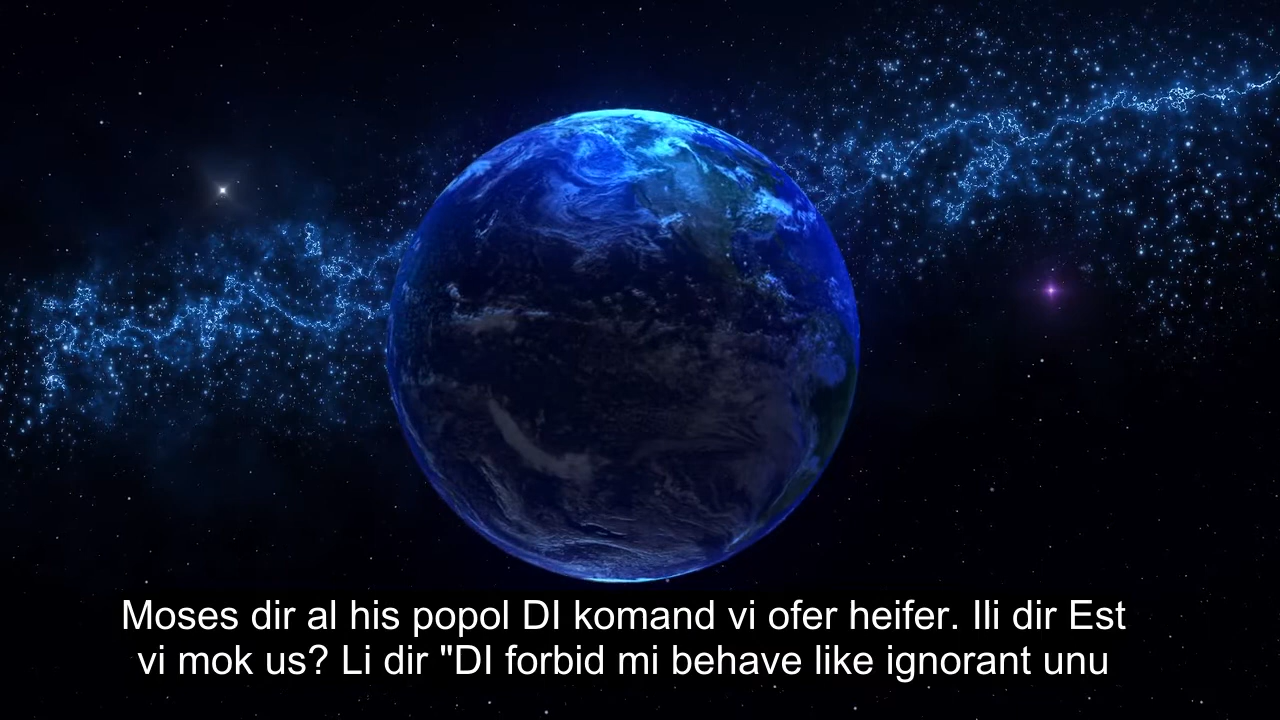 Moses dir al his popol DI komand vi ofer heifer. Ili dir Est
vi mok us? Li dir "DI forbid mi behave like ignorant unu